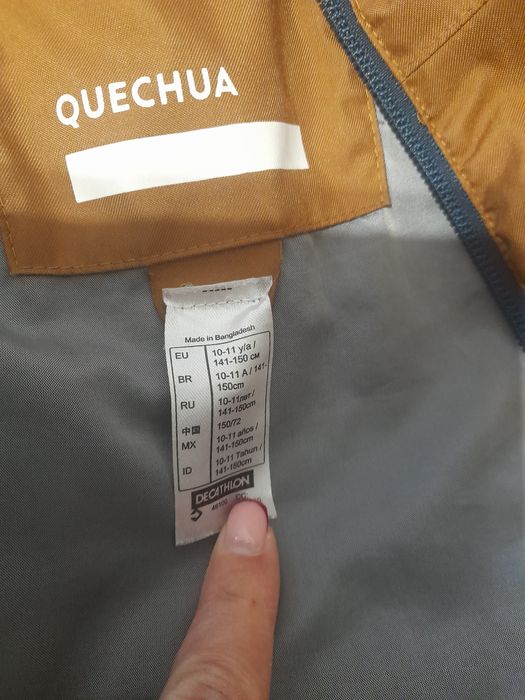 QUECHUA
Made in Bangladesh
EU 10-11 y/a /
141-150 CM
BR 10-11 A / 141-
150cm
RU 10-11лет /
141-150cm
中国 150/72
MX 10-11 años /
141-150cm
ID 10-11 Tahun /
141-150cm
DECATHLON